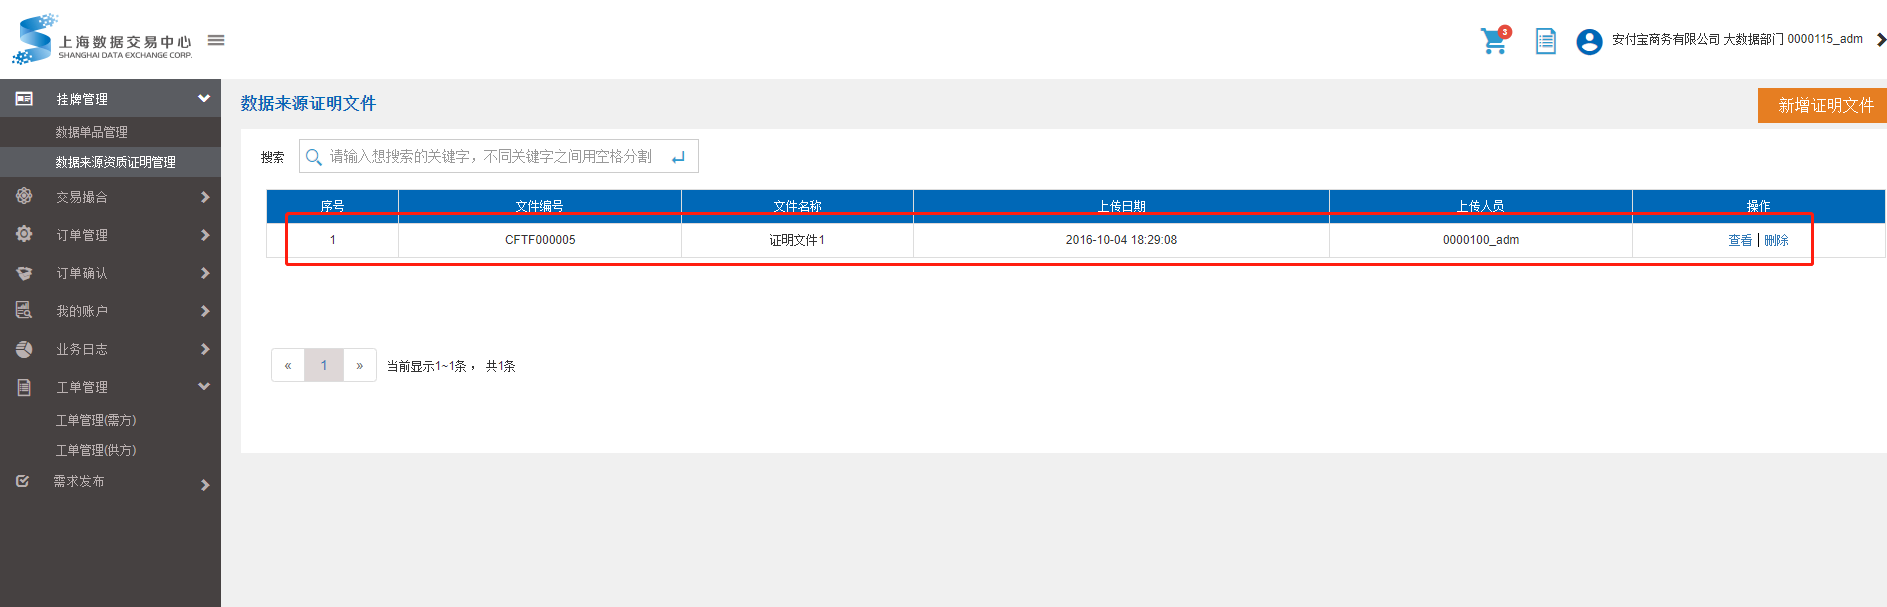 上海数据交易中心
SHANGHAI DATA EXCHANGE CORP.
3
安付宝商务有限公司 大数据部门 0000115_adm
挂牌管理
数据单品管理
数据来源资质证明管理
交易撮合
订单管理
订单确认
我的账户
业务日志
工单管理
工单管理(需方)
工单管理(供方)
需求发布
数据来源证明文件
新增证明文件
搜索 请输入想搜索的关键字，不同关键字之间用空格分割
序号 文件编号 文件名称 上传日期 上传人员 操作
1 CFTF000005 证明文件1 2016-10-04 18:29:08 0000100_adm 查看 | 删除
« 1 » 当前显示1~1条， 共1条